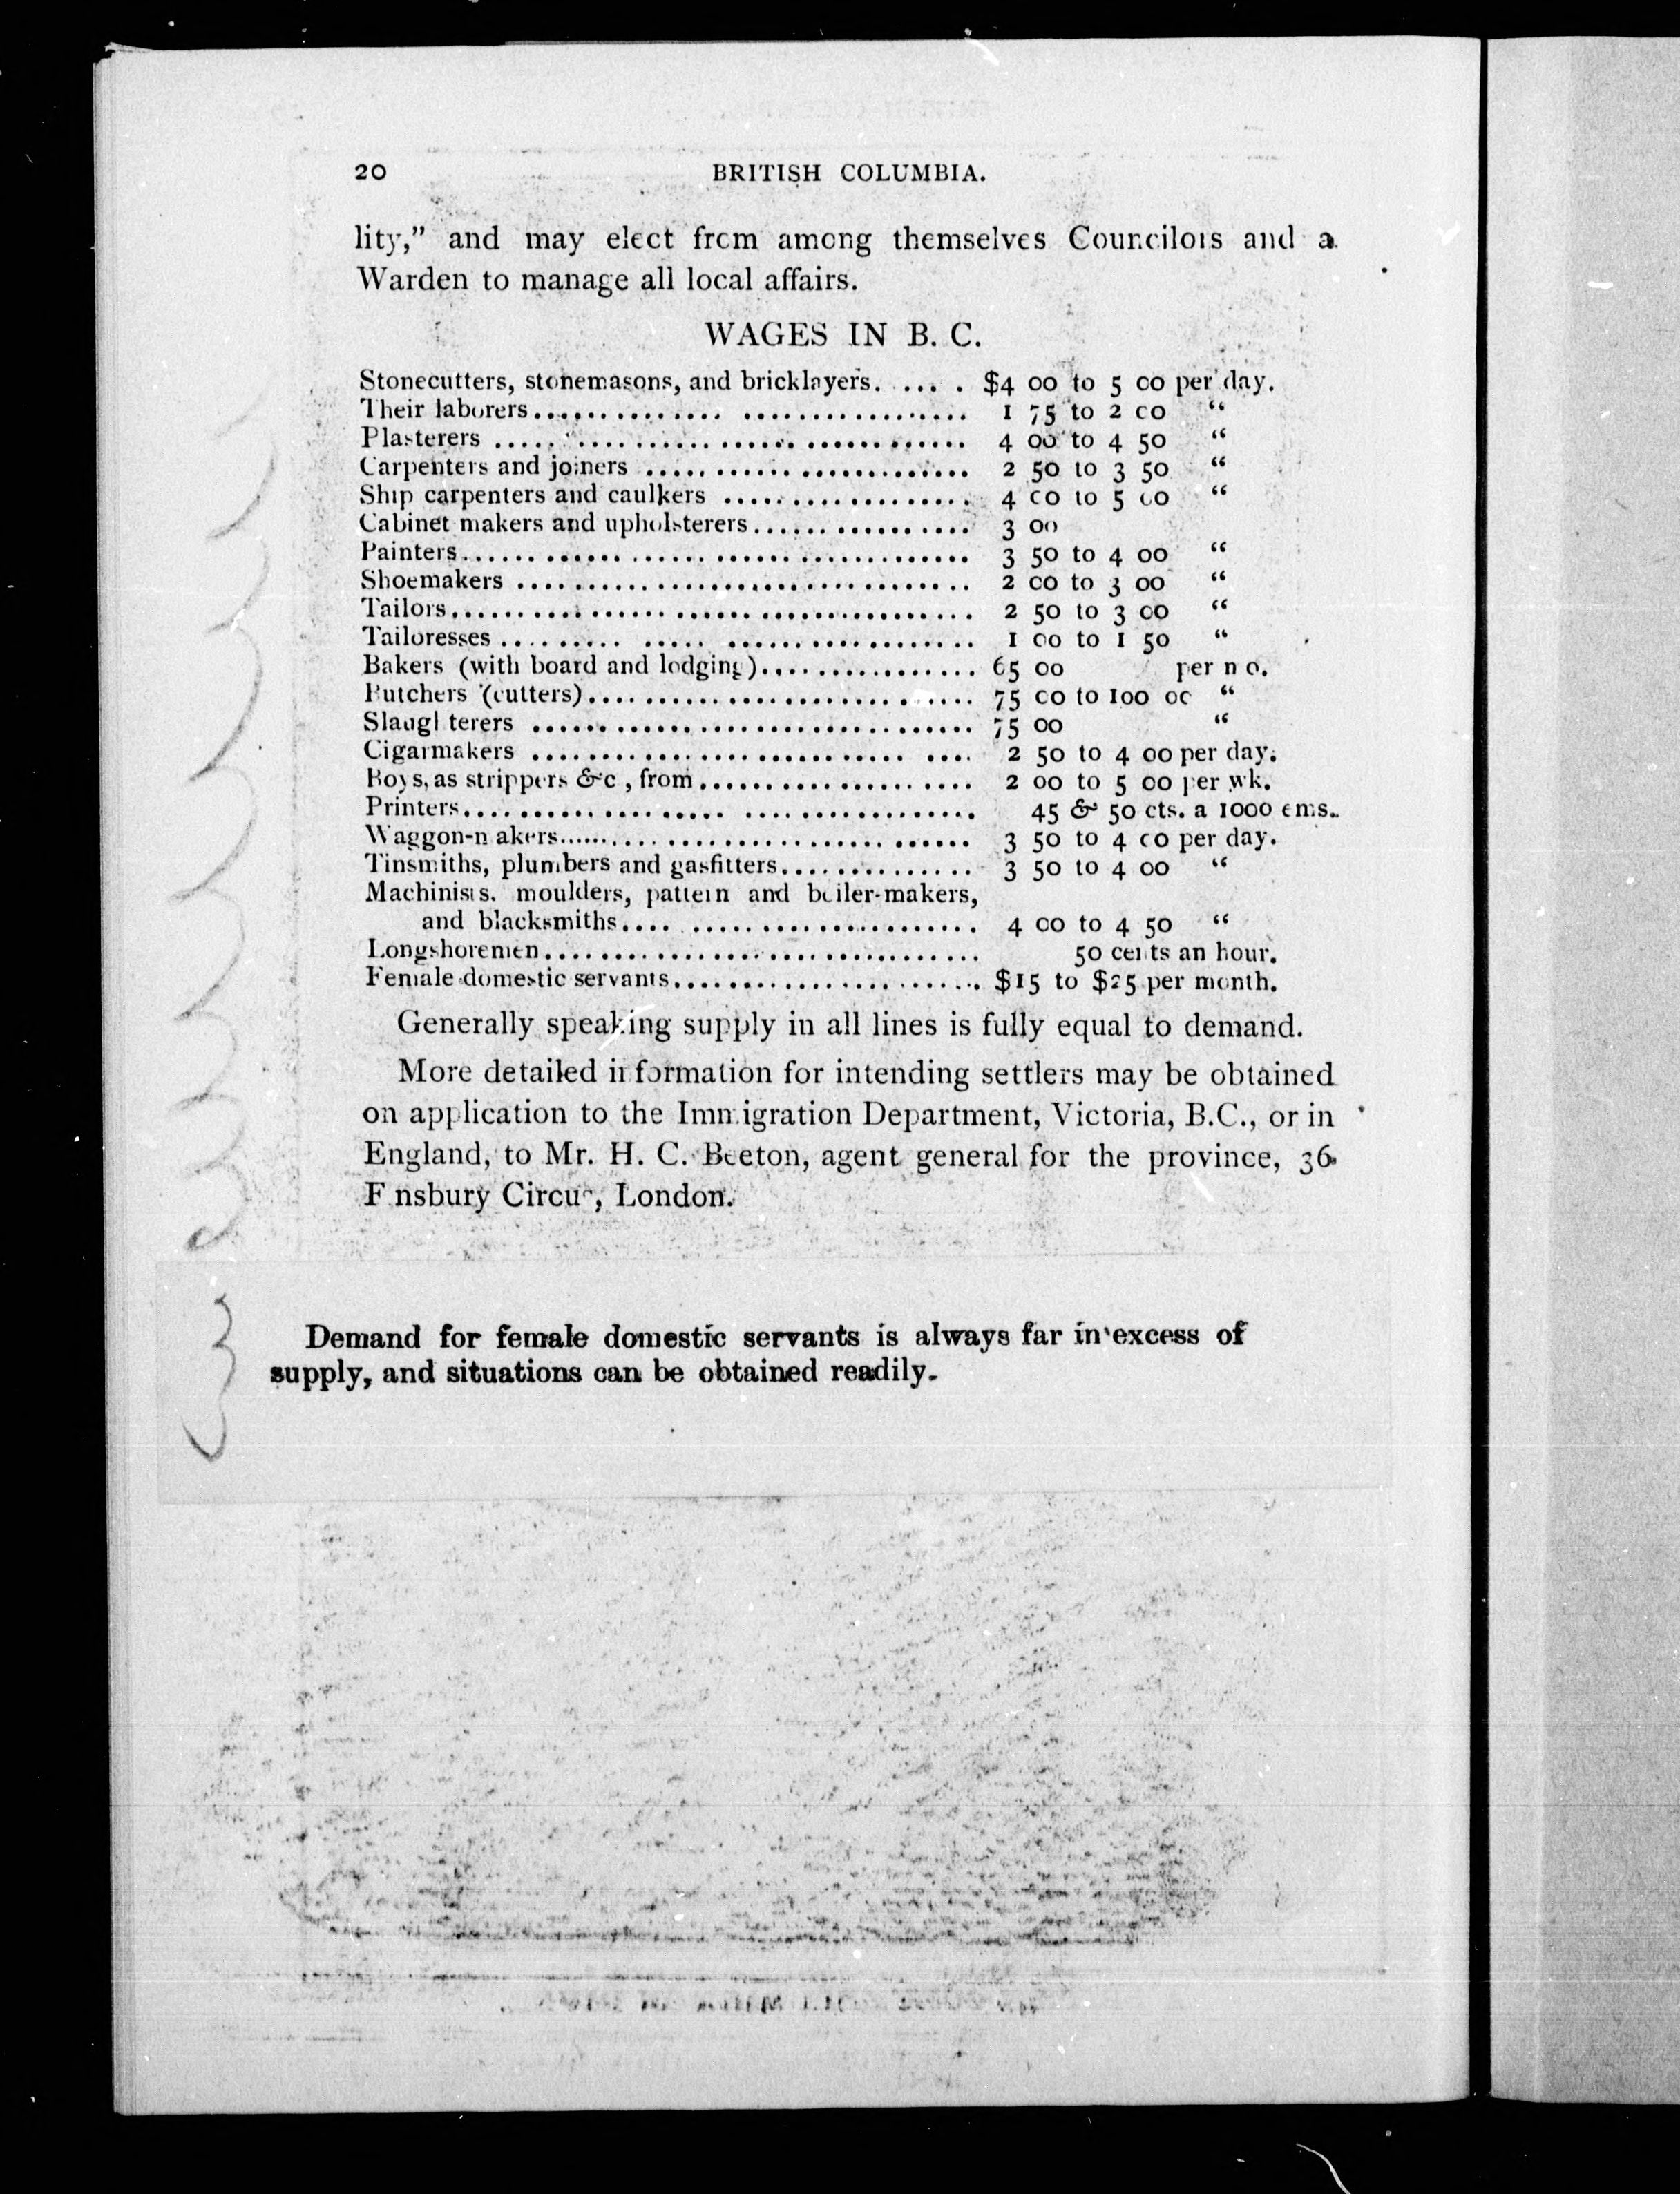 20 BRITISH COLUMBIA.
lity,” and may elect from among themselves Councilors and a
Warden to manage all local affairs.
WAGES IN B. C.
Stonecutters, stonemasons, and bricklayers. .... . $4 00 to 5 00 per day.
Their laborers.............. ................. 1 75 to 2 00 “
Plasterers ..... ............................ 4 00 to 4 50 “
Carpenters and joiners ........................ 2 50 to 3 50 “
Ship carpenters and caulkers .................. 4 00 to 5 00 “
Cabinet makers and upholsterers................ 3 00
Painters.................................... 3 50 to 4 00 “
Shoemakers ................................ 2 00 to 3 00 “
Tailors.................................... 2 50 to 3 00 “
Tailoresses ......... ..... .................. 1 00 to 1 50 “
Bakers (with board and lodging)................ 65 00 per mo.
Butchers (cutters)........................... 75 00 to 100 00 “
Slaughterers ............................... 75 00 “
Cigarmakers ........................... .... 2 50 to 4 00 per day.
Boys, as strippers &c , from.................... 2 00 to 5 00 per wk.
Printers..................... ................. 45 & 50 cts. a 1000 ems.
Waggon-makers.......... .................... ...... 3 50 to 4 00 per day.
Tinsmiths, plumbers and gasfitters.............. 3 50 to 4 00 “
Machinists. moulders, pattern and boiler-makers,
and blacksmiths.... ..................... 4 00 to 4 50 “
Longshoremen............................... 50 cents an hour.
Female domestic servants...................... $15 to $25 per month.
Generally speaking supply in all lines is fully equal to demand.
More detailed information for intending settlers may be obtained
on application to the Immigration Department, Victoria, B.C., or in
England, to Mr. H. C. Beeton, agent general for the province, 36
Finsbury Circus, London.
Demand for female domestic servants is always far in excess of
supply, and situations can be obtained readily.